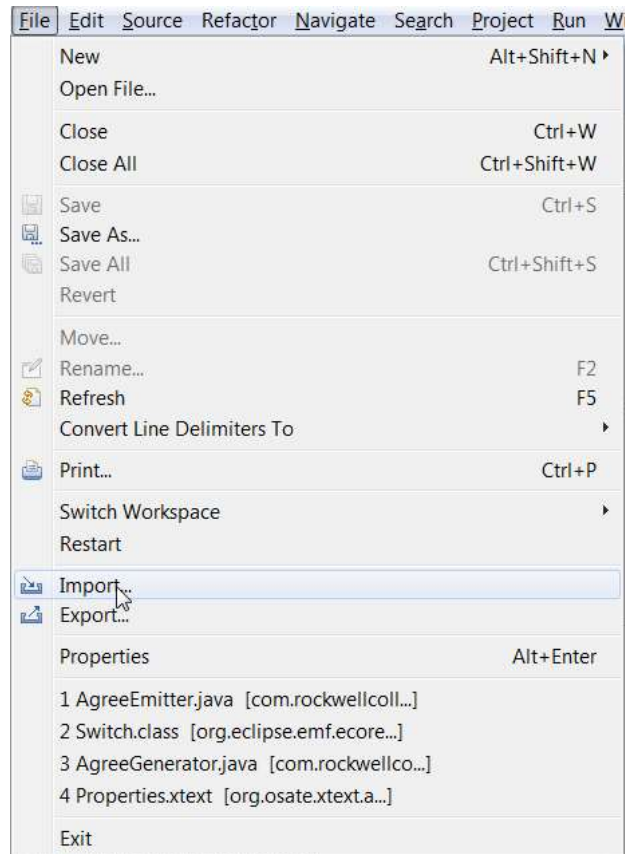 File Edit Source Refactor Navigate Search Project Run W
New Alt+Shift+N
Open File...
Close Ctrl+W
Close All Ctrl+Shift+W
Save Ctrl+S
Save As...
Save All Ctrl+Shift+S
Revert
Move...
Rename... F2
Refresh F5
Convert Line Delimiters To
Print... Ctrl+P
Switch Workspace
Restart
Import...
Export...
Properties Alt+Enter
1 AgreeEmitter.java [com.rockwellcoll...]
2 Switch.class [org.eclipse.emf.ecore...]
3 AgreeGenerator.java [com.rockwellco...]
4 Properties.xtext [org.osate.xtext.a...]
Exit